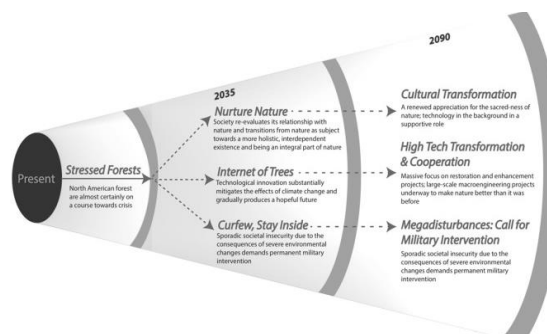 2090
2035
Present
Stressed Forests
North American forest
are almost certainly on
a course towards crisis
Nurture Nature
Society re-evaluates its relationship with
nature and transitions from nature as subject
towards a more holistic, interdependent
existence and being an integral part of nature
Internet of Trees
Technological innovation substantially
mitigates the effects of climate change and
gradually produces a hopeful future
Curfew, Stay Inside
Sporadic societal insecurity due to the
consequences of severe environmental
changes demands permanent military
intervention
Cultural Transformation
A renewed appreciation for the sacred-ness of
nature; technology in the background in a
supportive role
High Tech Transformation
& Cooperation
Massive focus on restoration and enhancement
projects; large-scale macroengineering projects
underway to make nature better than it was
before
Megadisturbances: Call for
Military Intervention
Sporadic societal insecurity due to the
consequences of severe environmental
changes demands permanent military
intervention